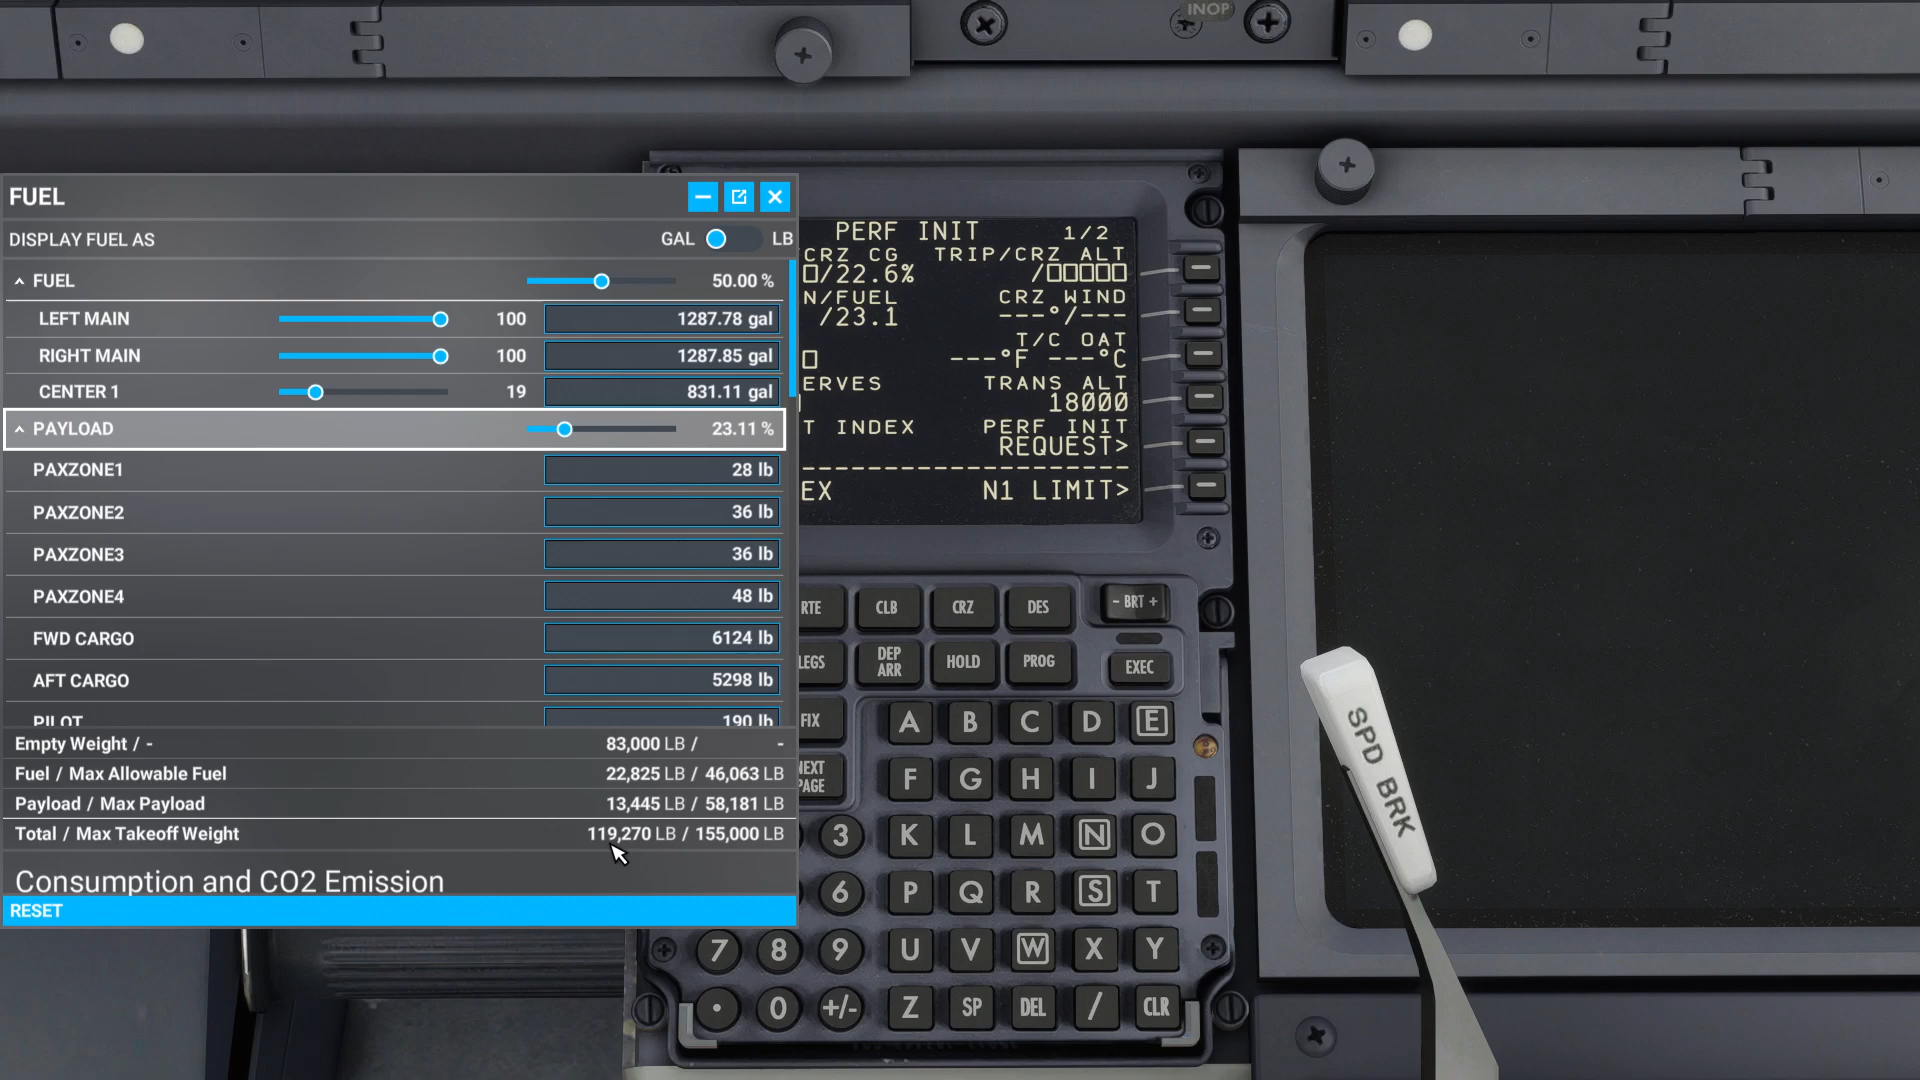 INOP
FUEL
DISPLAY FUEL AS GAL LB
FUEL 50.00 %
LEFT MAIN 100 1287.78 gal
RIGHT MAIN 100 1287.85 gal
CENTER 1 19 831.11 gal
PAYLOAD 23.11 %
PAXZONE1 28 lb
PAXZONE2 36 lb
PAXZONE3 36 lb
PAXZONE4 48 lb
FWD CARGO 6124 lb
AFT CARGO 5298 lb
PILOT 190 lb
Empty Weight / - 83,000 LB / -
Fuel / Max Allowable Fuel 22,825 LB / 46,063 LB
Payload / Max Payload 13,445 LB / 58,181 LB
Total / Max Takeoff Weight 119,270 LB / 155,000 LB
Consumption and CO2 Emission
RESET
PERF INIT 1/2
CRZ CG TRIP/CRZ ALT
/22.6% /□□□□□
N/FUEL CRZ WIND
/23.1 ---°/---
T/C OAT
---°F ---°C
ERVES TRANS ALT
18000
T INDEX PERF INIT
REQUEST>
------------------------
EX N1 LIMIT>
RTE CLB CRZ DES - BRT +
LEGS DEP ARR HOLD PROG EXEC
FIX A B C D E
NEXT PAGE F G H I J
3 K L M N O
6 P Q R S T
7 8 9 U V W X Y
. 0 +/- Z SP DEL / CLR
SPD BRK